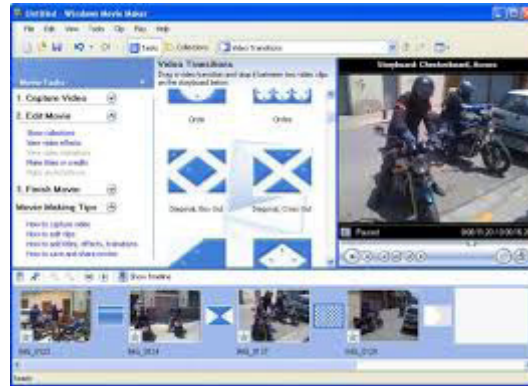 Untitled - Windows Movie Maker
File Edit View Tools Clip Play Help
Tasks Collections Video Transitions
Movie Tasks
1. Capture Video
2. Edit Movie
Show collections
View video effects
View video transitions
Make titles or credits
3. Finish Movie
Movie Making Tips
How to capture video
How to edit clips
How to add titles, effects, transitions
How to save and share movies
Video Transitions
Drag a video transition and drop it between two video clips
on the storyboard below.
Circle
Circles
Diagonal, Box Out
Diagonal, Cross Out
Storyboard: Checkerboard, Across
Paused
Show Timeline
IMG_0123
IMG_0124
IMG_0127
IMG_0129
Ready